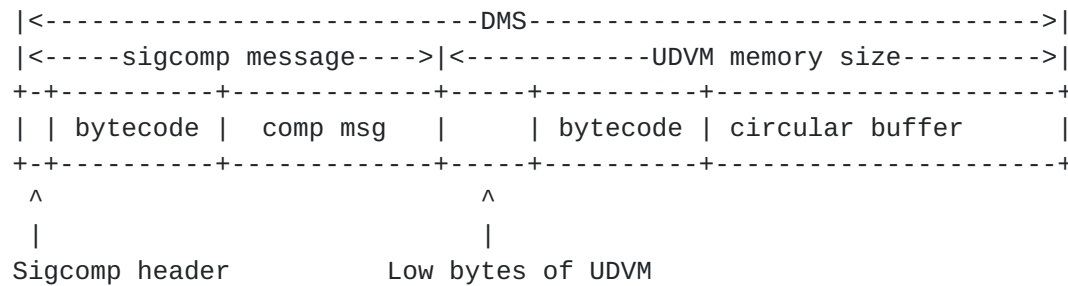 |<----------------------------DMS--------------------------------->|
|<-----sigcomp message---->|<------------UDVM memory size--------->|
+-+----------+-------------+-----+----------+----------------------+
| | bytecode |  comp msg   |     | bytecode | circular buffer      |
+-+----------+-------------+-----+----------+----------------------+
 ^                             ^
 |                             |
Sigcomp header          Low bytes of UDVM